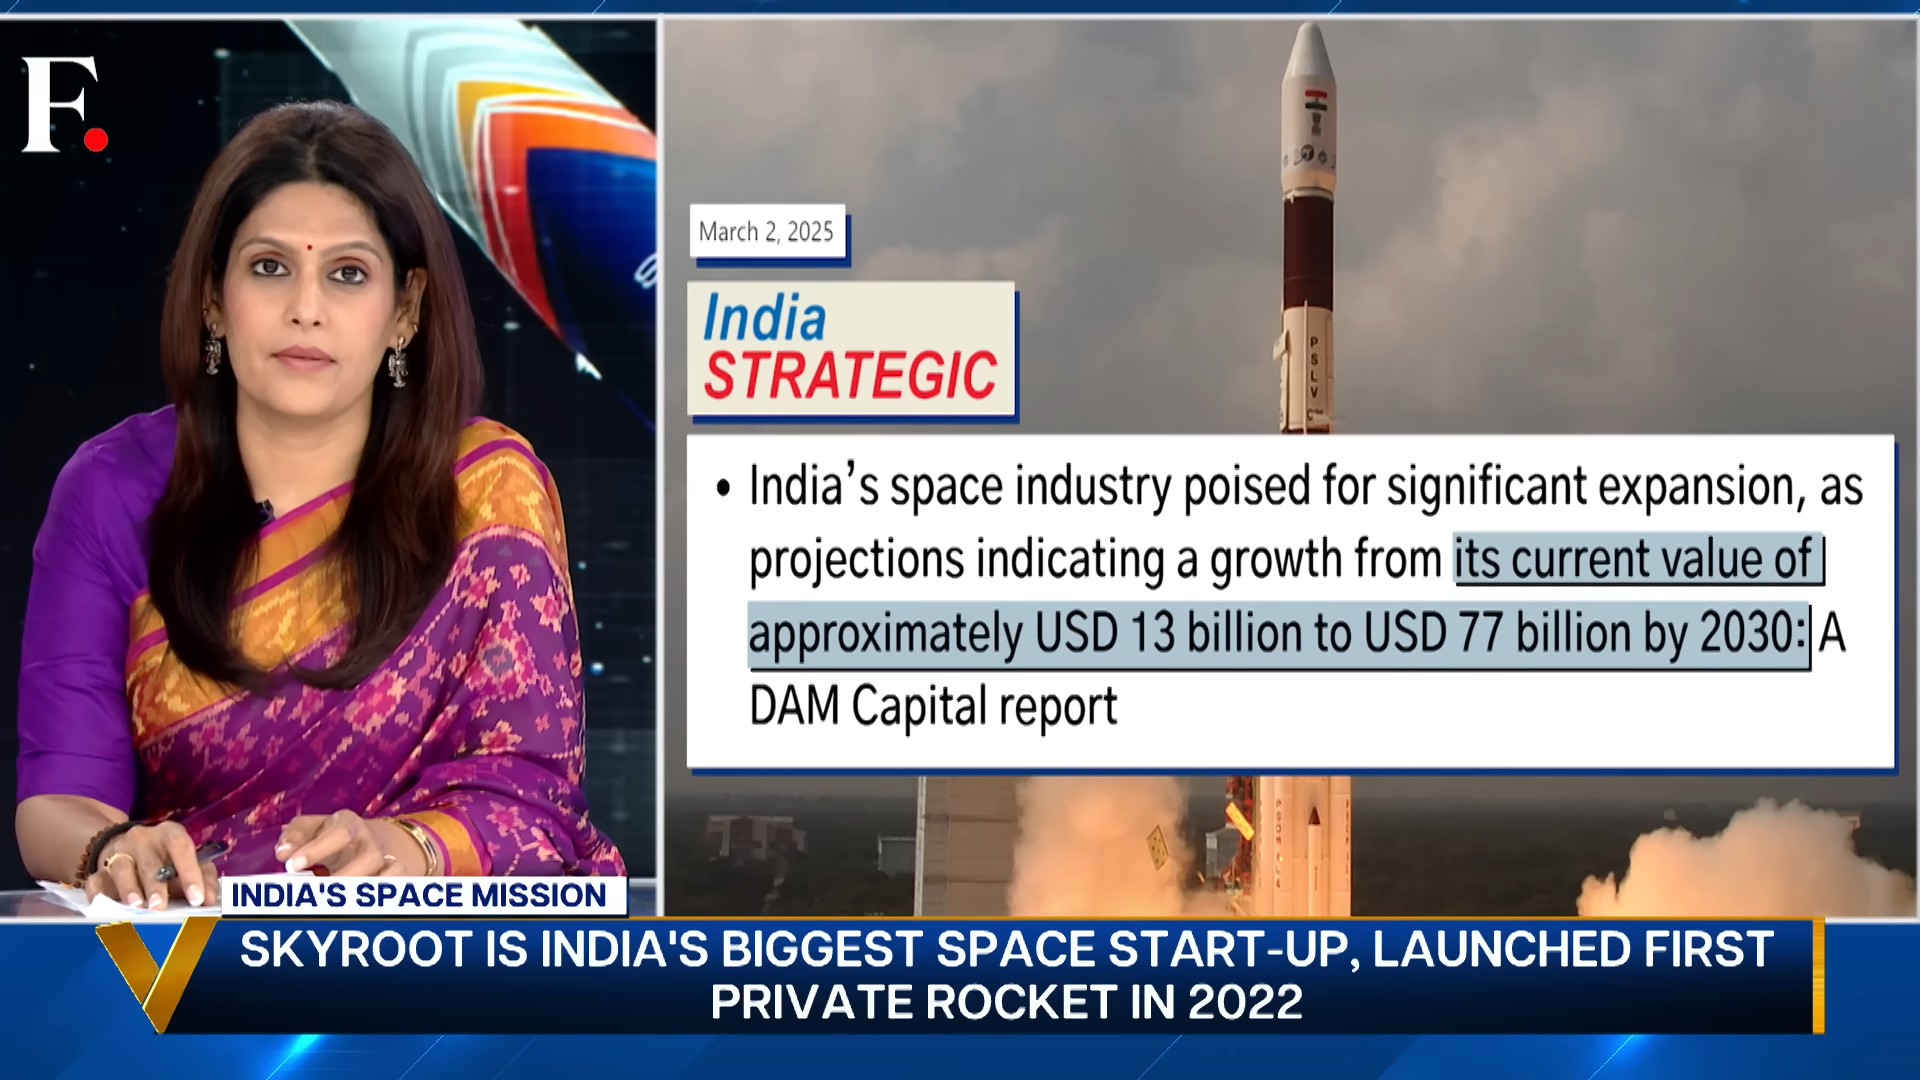 F.
March 2, 2025
India
STRATEGIC
• India’s space industry poised for significant expansion, as
projections indicating a growth from its current value of
approximately USD 13 billion to USD 77 billion by 2030: A
DAM Capital report
PSLV
INDIA'S SPACE MISSION
SKYROOT IS INDIA'S BIGGEST SPACE START-UP, LAUNCHED FIRST
PRIVATE ROCKET IN 2022